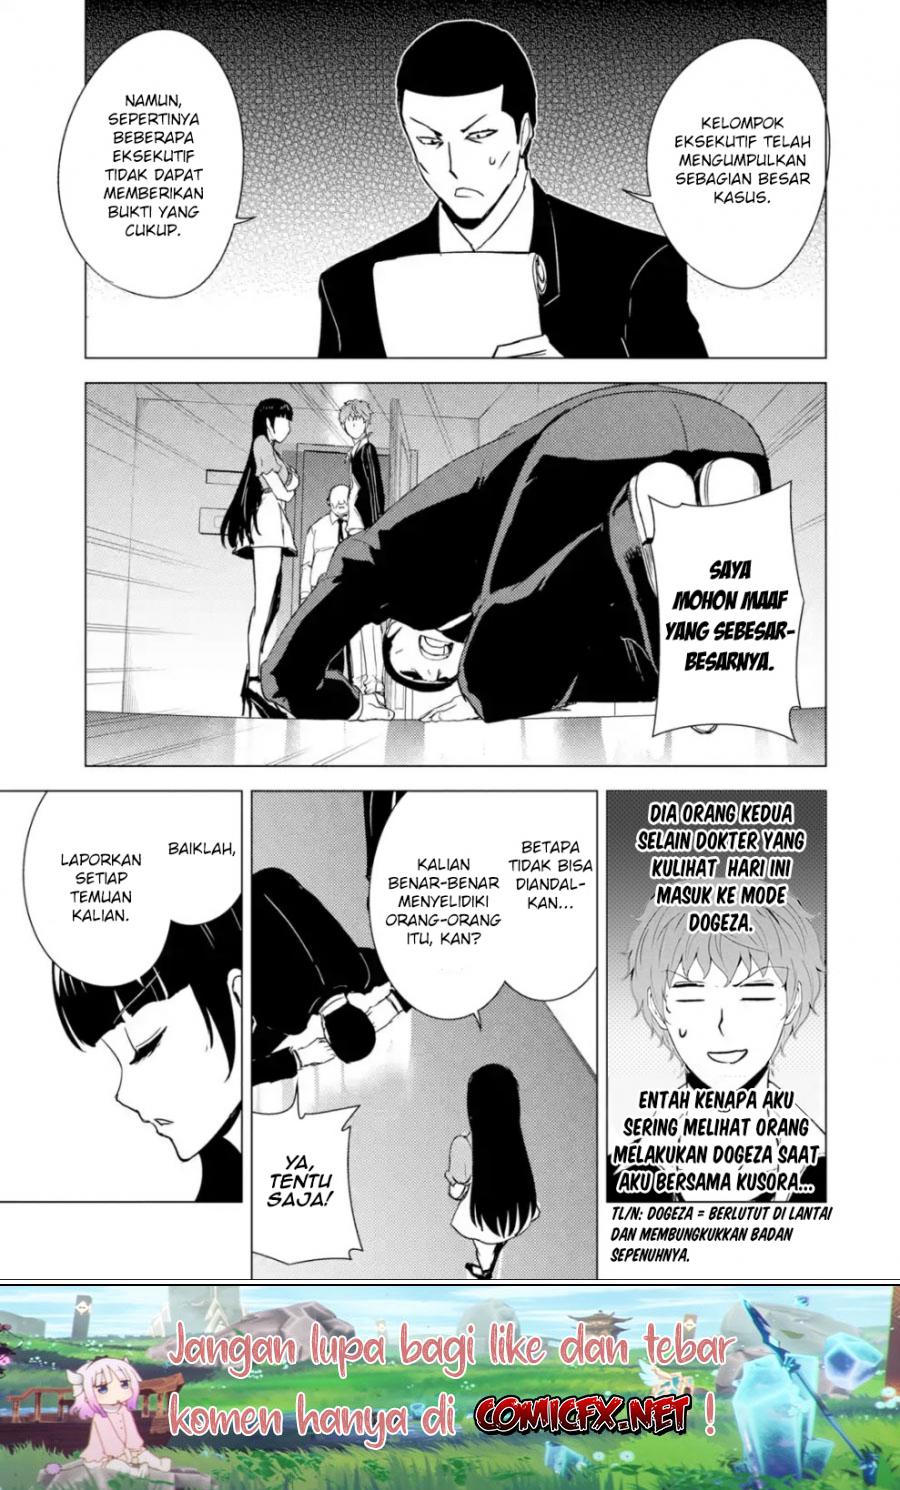 KELOMPOK
EKSEKUTIF TELAH
MENGUMPULKAN
SEBAGIAN BESAR
KASUS.
NAMUN,
SEPERTINYA
BEBERAPA
EKSEKUTIF
TIDAK DAPAT
MEMBERIKAN
BUKTI YANG
CUKUP.
SAYA
MOHON MAAF
YANG SEBESAR-
BESARNYA.
DIA ORANG KEDUA
SELAIN DOKTER YANG
KULIHAT HARI INI
MASUK KE MODE
DOGEZA.
ENTAH KENAPA AKU
SERING MELIHAT ORANG
MELAKUKAN DOGEZA SAAT
AKU BERSAMA KUSORA...
TL/N: DOGEZA = BERLUTUT DI LANTAI
DAN MEMBUNGKUKKAN BADAN
SEPENUHNYA.
BETAPA
TIDAK BISA
DIANDAL-
KAN...
KALIAN
BENAR-BENAR
MENYELIDIKI
ORANG-ORANG
ITU, KAN?
YA,
TENTU
SAJA!
BAIKLAH,
LAPORKAN
SETIAP
TEMUAN
KALIAN.
Jangan lupa bagi like dan tebar
komen hanya di COMICFX.NET !